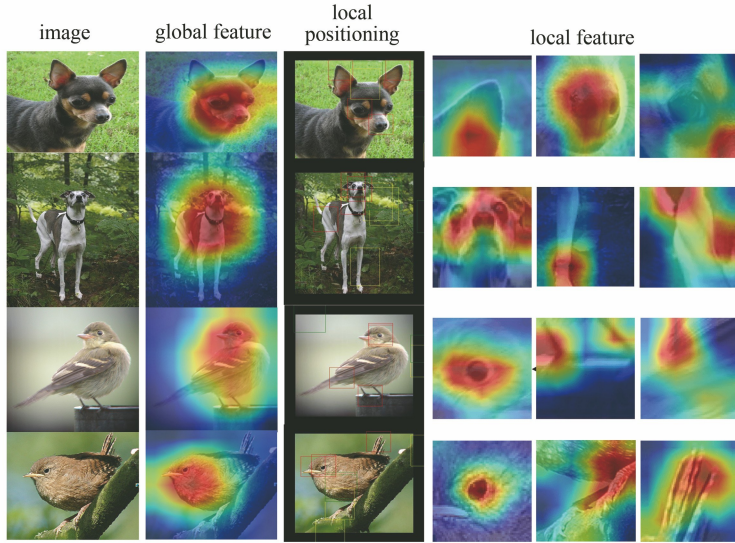 image
global feature
local
positioning
local feature